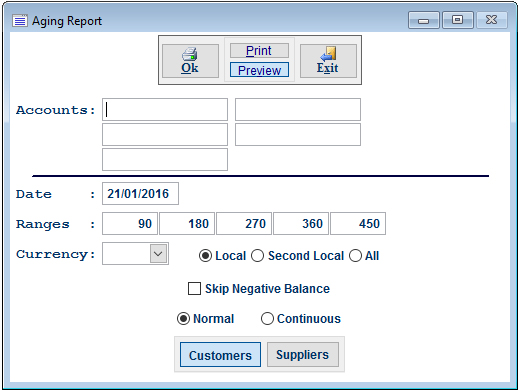 Aging Report
Ok
Print
Preview
Exit
Accounts:
Date : 21/01/2016
Ranges : 90 180 270 360 450
Currency: Local Second Local All
Skip Negative Balance
Normal Continuous
Customers Suppliers